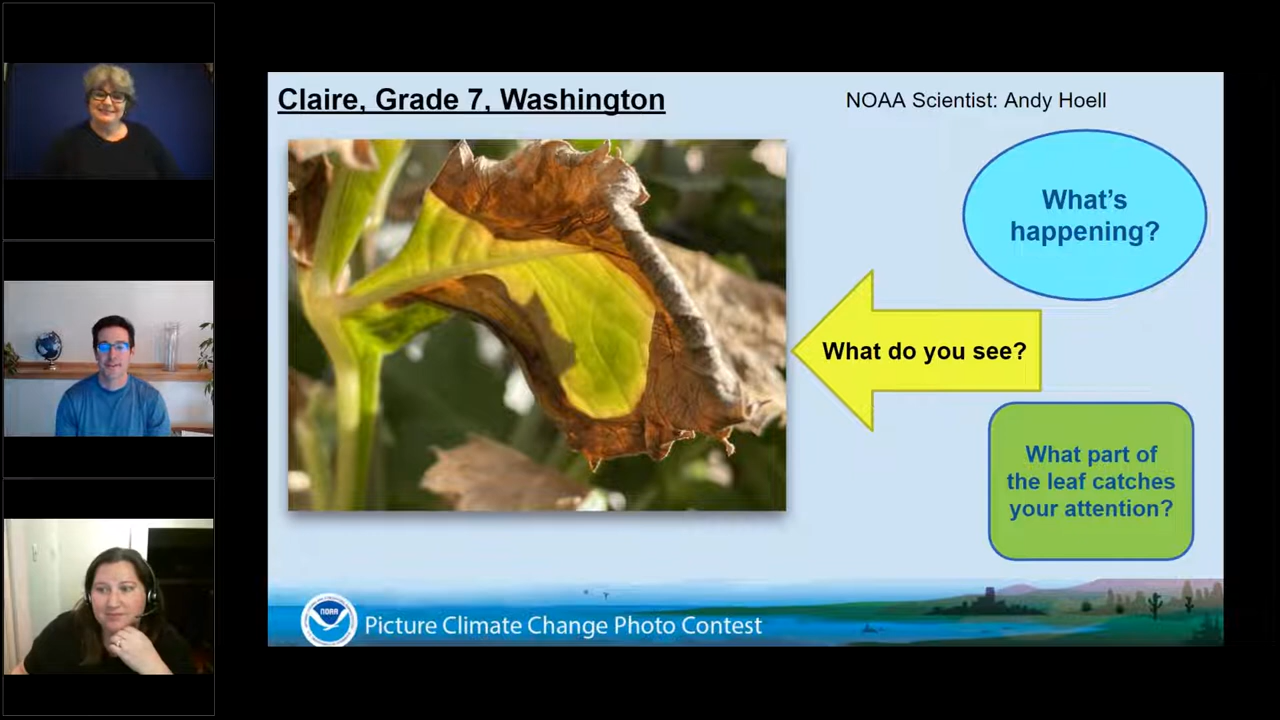 Claire, Grade 7, Washington
NOAA Scientist: Andy Hoell
What's
happening?
What do you see?
What part of
the leaf catches
your attention?
NOAA
Picture Climate Change Photo Contest